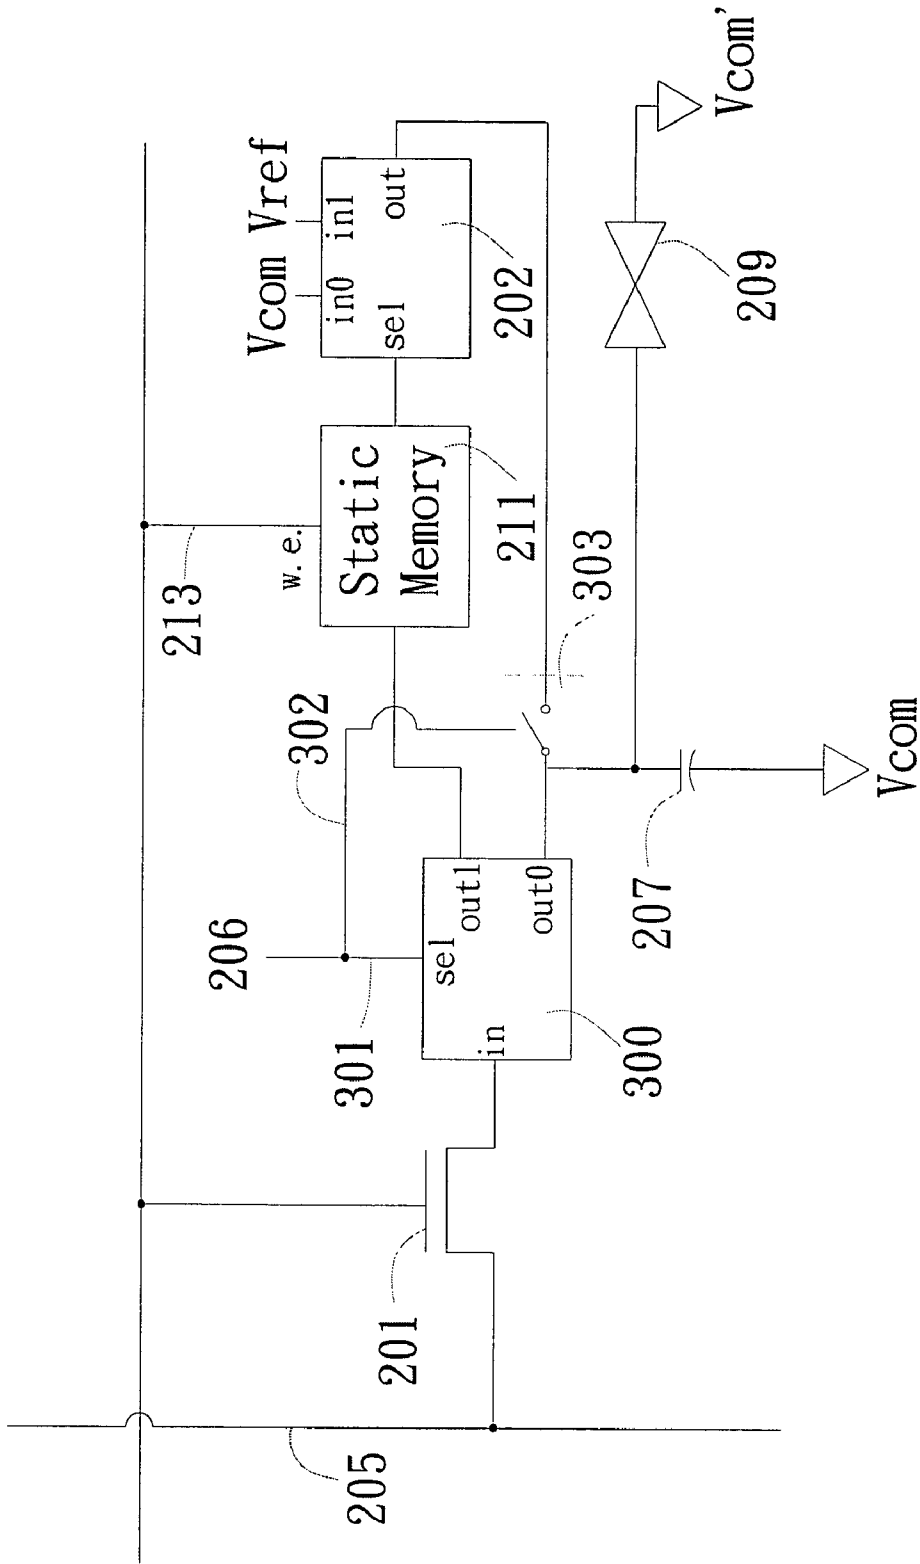 Vcom Vref
in0 in1
sel out
202
Vcom'
209
213
w.e.
Static
Memory
211
302
303
206
301
sel
out1
in
out0
300
207
Vcom
201
205